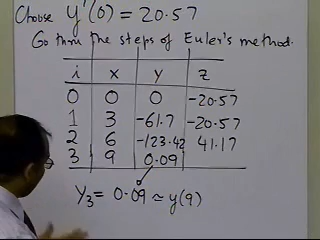 Choose y'(0) = 20.57
Go thru the steps of Euler's method.
i x y z
0 0 0 -20.57
1 3 -61.7 -20.57
2 6 -123.42 41.17
3 9 0.09
y₃ = 0.09 ≃ y(9)